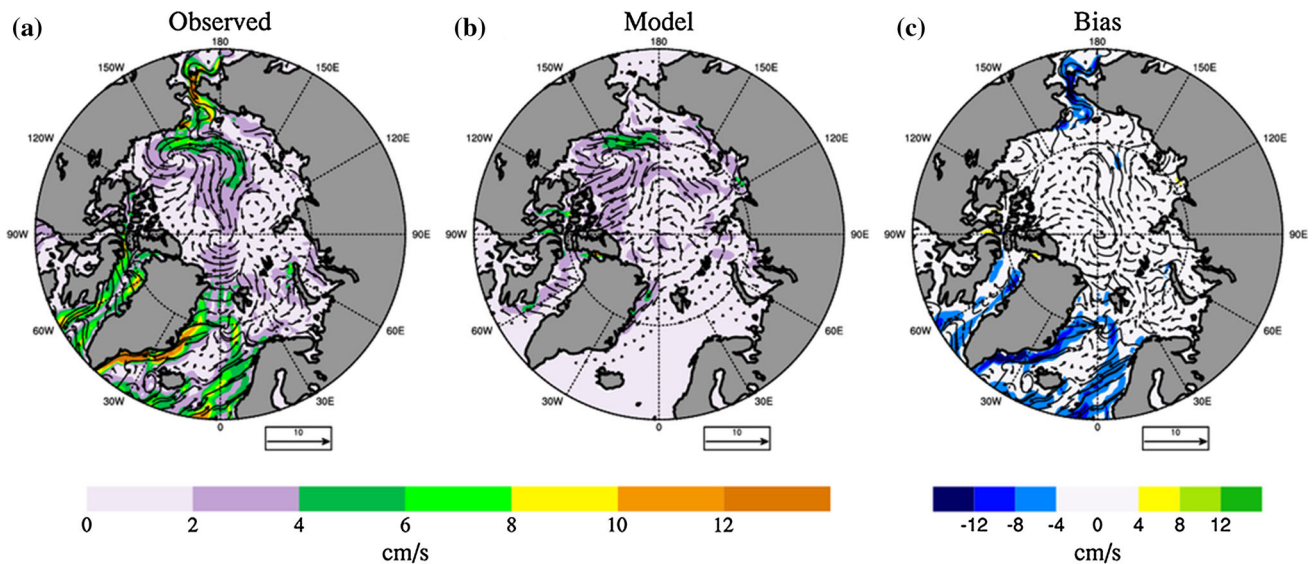 (a) Observed (b) Model (c) Bias
180 180 180
150W 150E 150W 150E 150W 150E
120W 120E 120W 120E 120W 120E
90W 90E 90W 90E 90W 90E
60W 60E 60W 60E 60W 60E
30W 30E 30W 30E 30W 30E
0 0 0
10 10 10
0 2 4 6 8 10 12 -12 -8 -4 0 4 8 12
cm/s cm/s